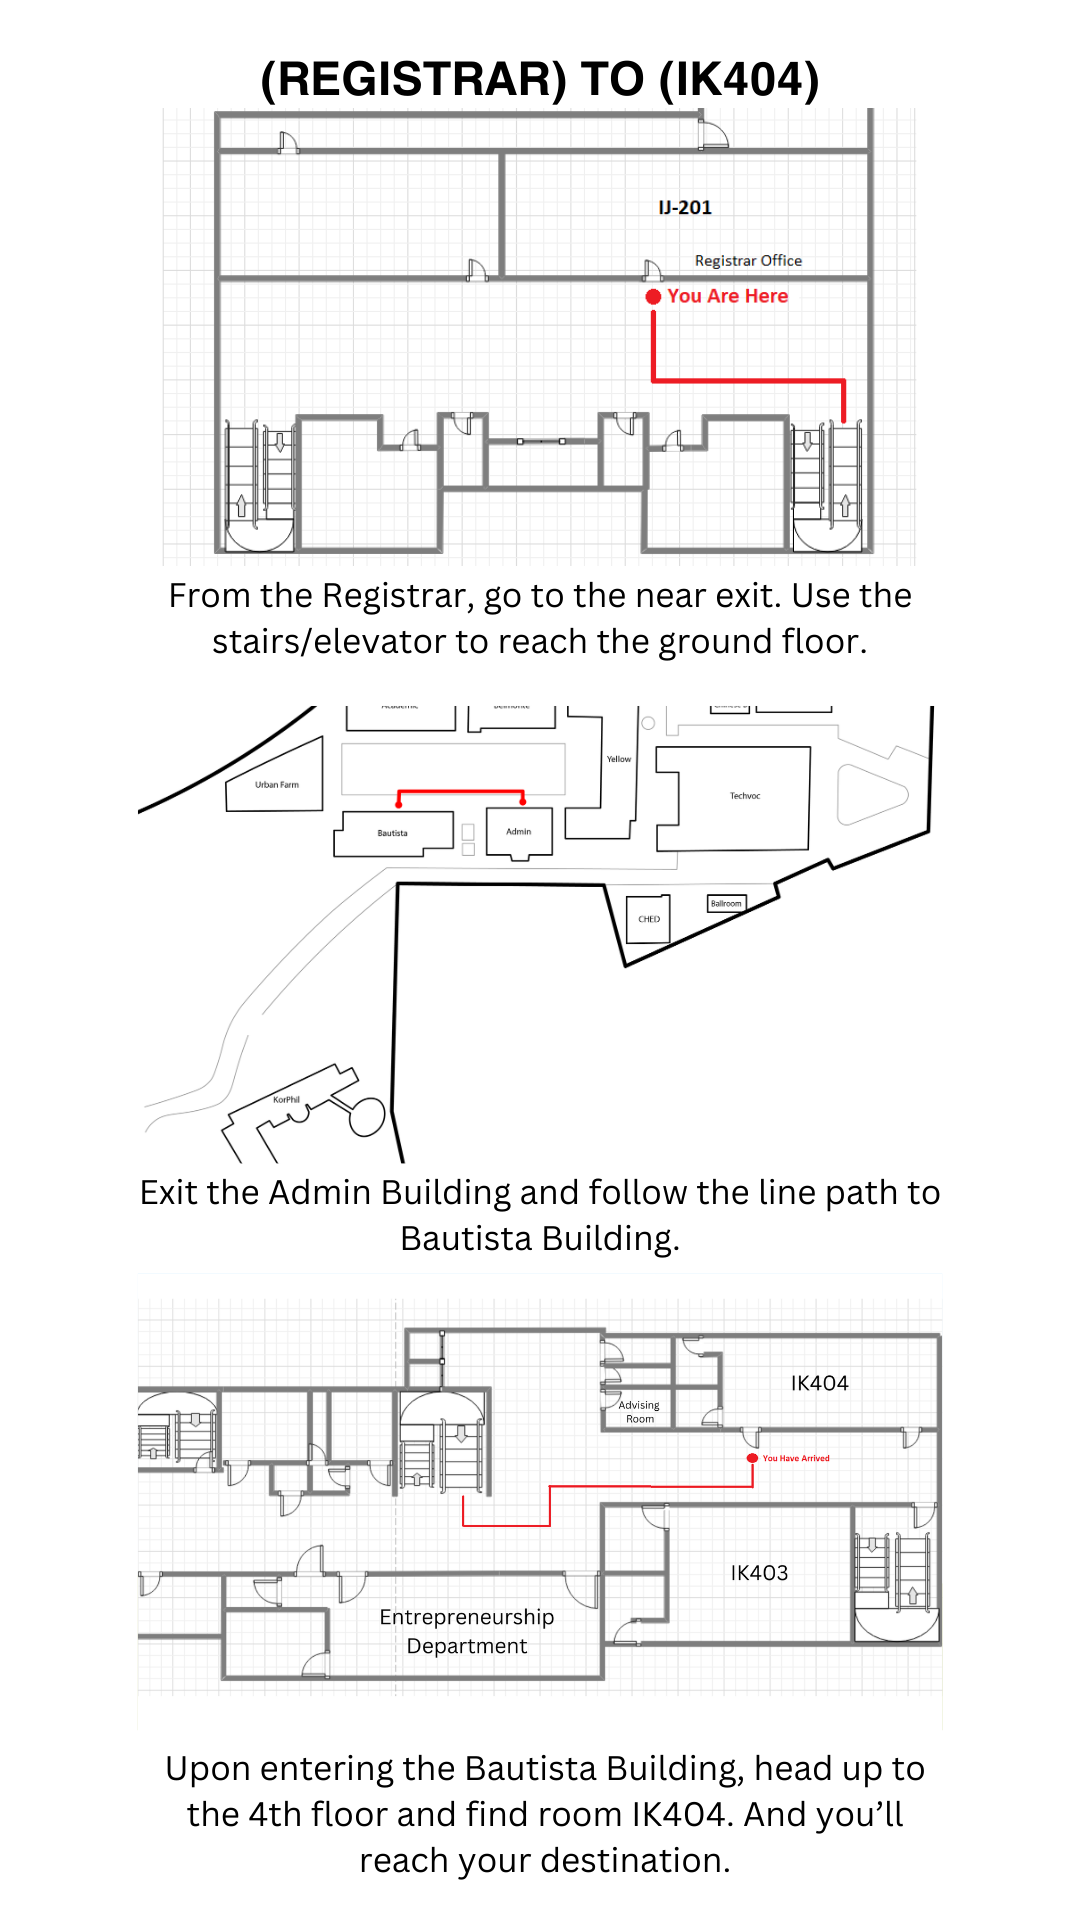 (REGISTRAR) TO (IK404)
IJ-201
Registrar Office
You Are Here
From the Registrar, go to the near exit. Use the
stairs/elevator to reach the ground floor.
Academic
Belmonte
Yellow
Urban Farm
Techvoc
Bautista
Admin
CHED
Ballroom
KorPhil
Exit the Admin Building and follow the line path to
Bautista Building.
IK404
Advising
Room
You Have Arrived
IK403
Entrepreneurship
Department
Upon entering the Bautista Building, head up to
the 4th floor and find room IK404. And you’ll
reach your destination.